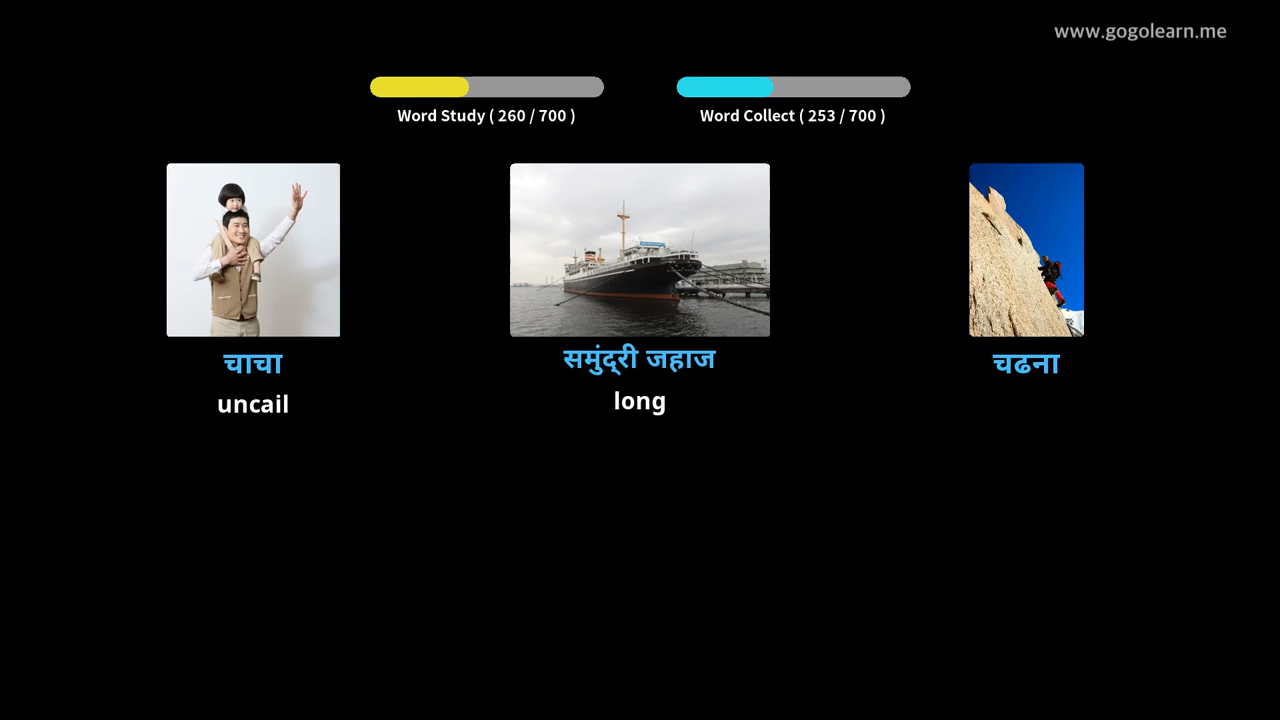 www.gogolearn.me
Word Study ( 260 / 700 )
Word Collect ( 253 / 700 )
चाचा
uncail
समुंद्री जहाज
long
चढना